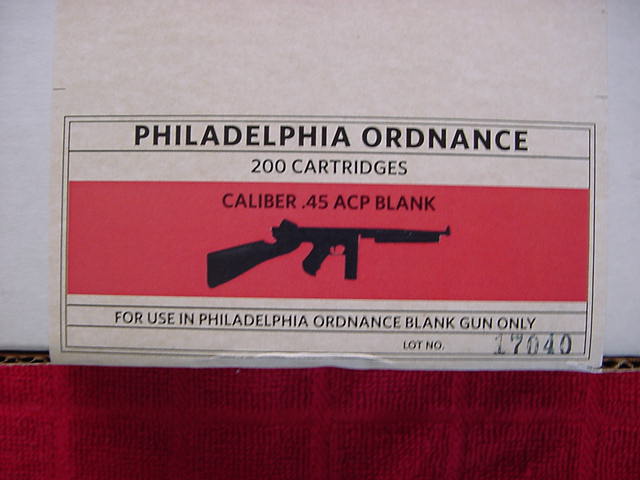 PHILADELPHIA ORDNANCE
200 CARTRIDGES
CALIBER .45 ACP BLANK
FOR USE IN PHILADELPHIA ORDNANCE BLANK GUN ONLY
LOT NO. 17040